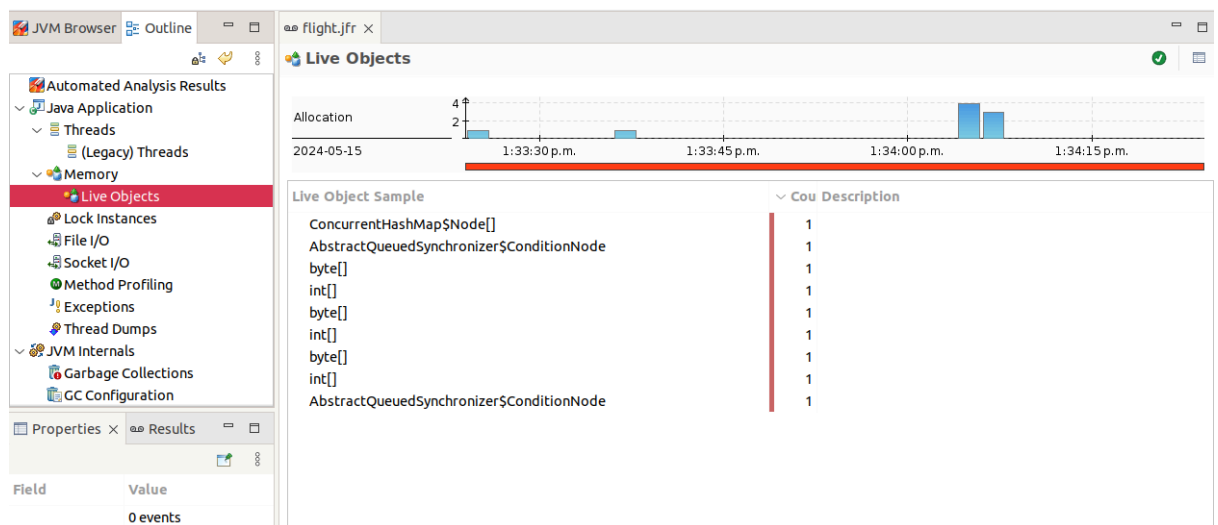 JVM Browser Outline
Automated Analysis Results
Java Application
Threads
(Legacy) Threads
Memory
Live Objects
Lock Instances
File I/O
Socket I/O
Method Profiling
Exceptions
Thread Dumps
JVM Internals
Garbage Collections
GC Configuration
Properties Results
Field Value
0 events
flight.jfr
Live Objects
4
Allocation
2
2024-05-15 1:33:30 p.m. 1:33:45 p.m. 1:34:00 p.m. 1:34:15 p.m.
Live Object Sample Cou Description
ConcurrentHashMap$Node[] 1
AbstractQueuedSynchronizer$ConditionNode 1
byte[] 1
int[] 1
byte[] 1
int[] 1
byte[] 1
int[] 1
AbstractQueuedSynchronizer$ConditionNode 1